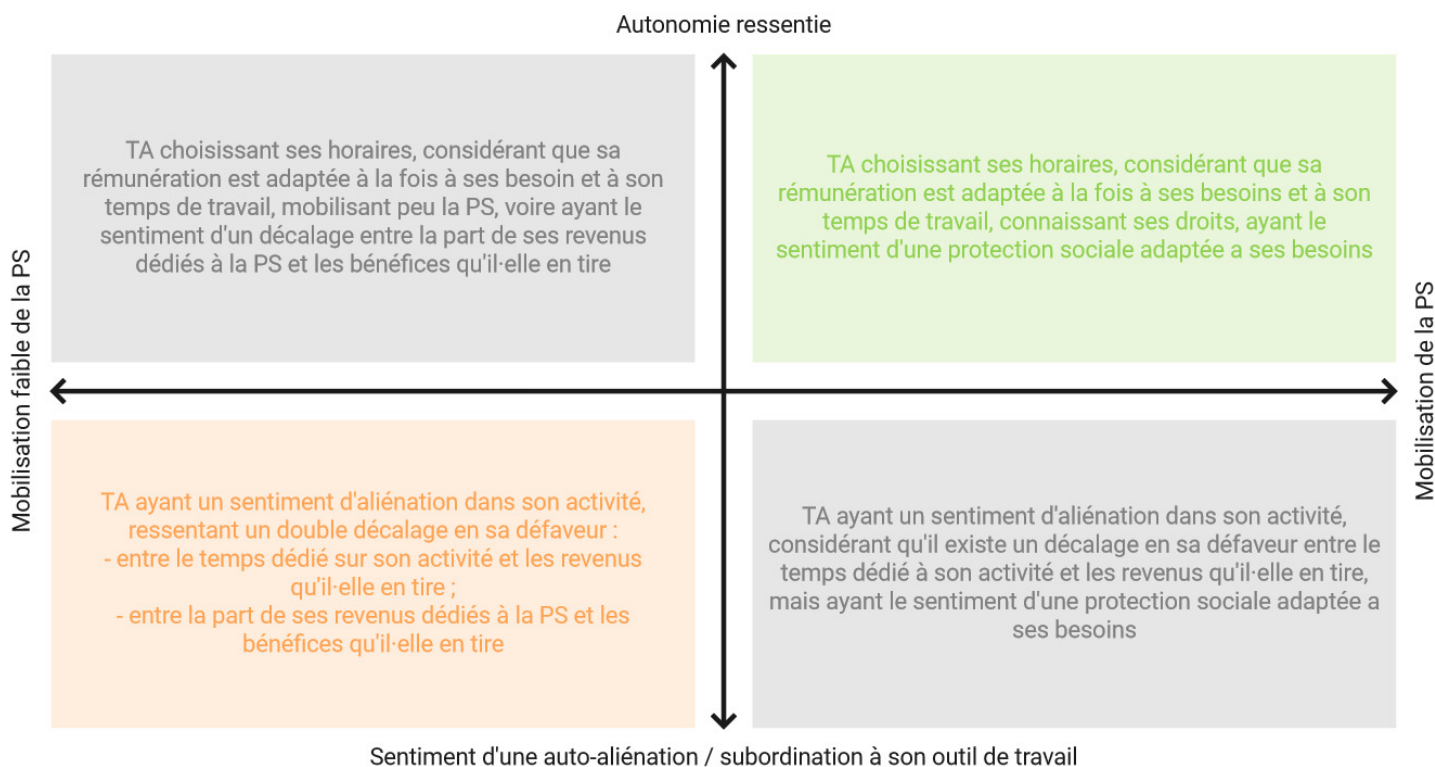 Autonomie ressentie
TA choisissant ses horaires, considérant que sa
rémunération est adaptée à la fois à ses besoin et à son
temps de travail, mobilisant peu la PS, voire ayant le
sentiment d'un décalage entre la part de ses revenus
dédiés à la PS et les bénéfices qu'il·elle en tire
TA choisissant ses horaires, considérant que sa
rémunération est adaptée à la fois à ses besoins et à son
temps de travail, connaissant ses droits, ayant le
sentiment d'une protection sociale adaptée a ses besoins
Mobilisation faible de la PS
Mobilisation de la PS
TA ayant un sentiment d'aliénation dans son activité,
ressentant un double décalage en sa défaveur :
- entre le temps dédié sur son activité et les revenus
qu'il·elle en tire ;
- entre la part de ses revenus dédiés à la PS et les
bénéfices qu'il·elle en tire
TA ayant un sentiment d'aliénation dans son activité,
considérant qu'il existe un décalage en sa défaveur entre le
temps dédié à son activité et les revenus qu'il·elle en tire,
mais ayant le sentiment d'une protection sociale adaptée a
ses besoins
Sentiment d'une auto-aliénation / subordination à son outil de travail